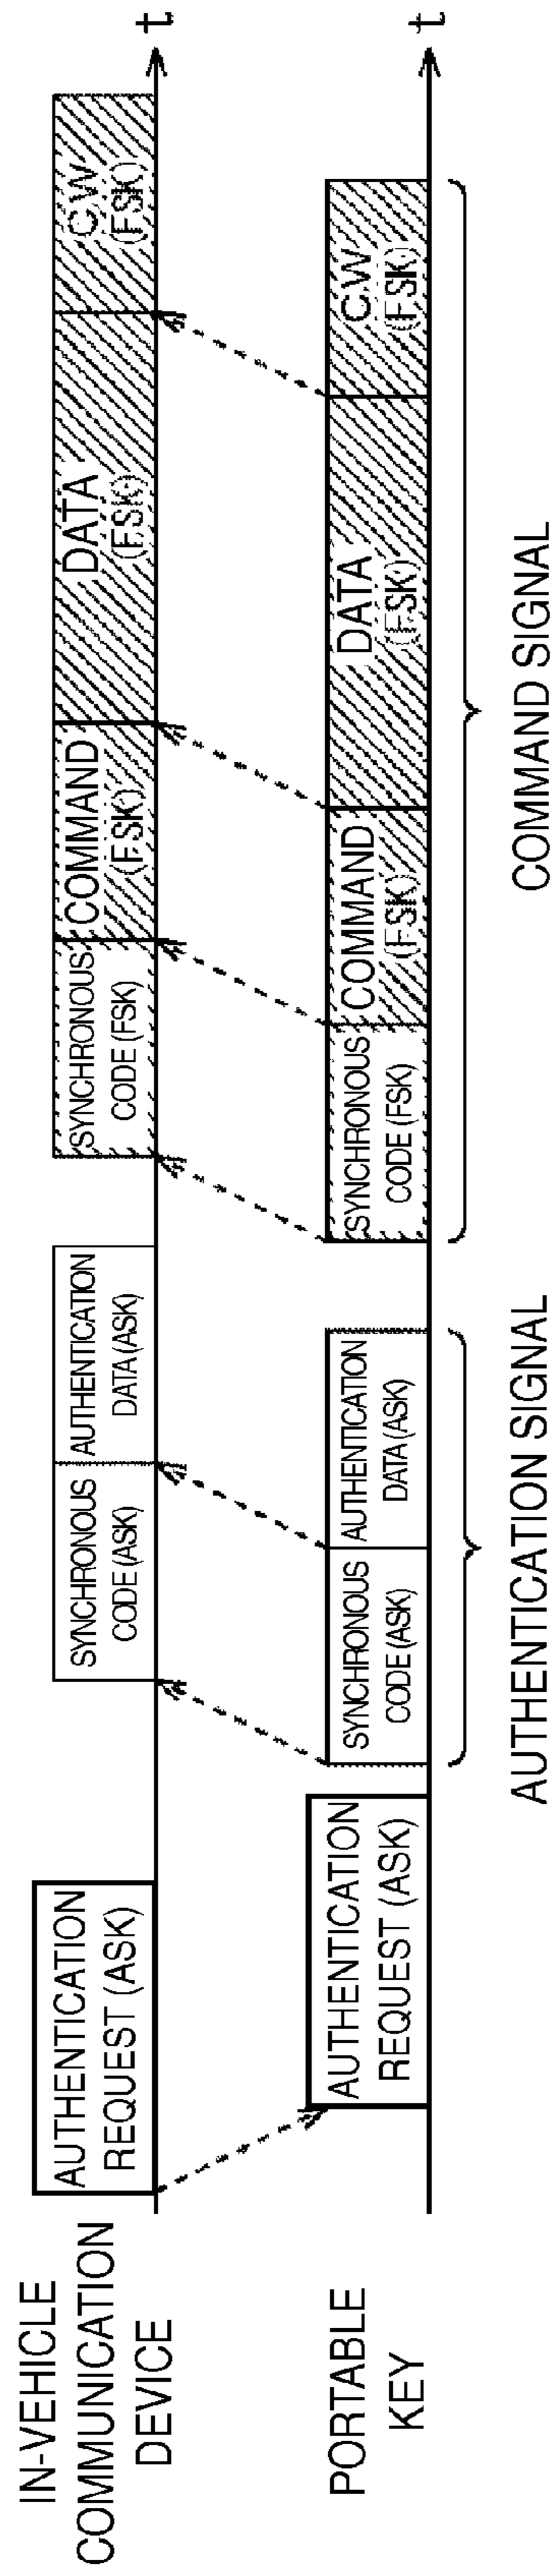 IN-VEHICLE
COMMUNICATION
DEVICE
AUTHENTICATION
REQUEST (ASK)
SYNCHRONOUS
CODE (ASK)
AUTHENTICATION
DATA (ASK)
SYNCHRONOUS
CODE (FSK)
COMMAND
(FSK)
DATA
(FSK)
CW
(FSK)
t
PORTABLE
KEY
AUTHENTICATION
REQUEST (ASK)
SYNCHRONOUS
CODE (ASK)
AUTHENTICATION
DATA (ASK)
SYNCHRONOUS
CODE (FSK)
COMMAND
(FSK)
DATA
(FSK)
CW
(FSK)
t
AUTHENTICATION SIGNAL
COMMAND SIGNAL